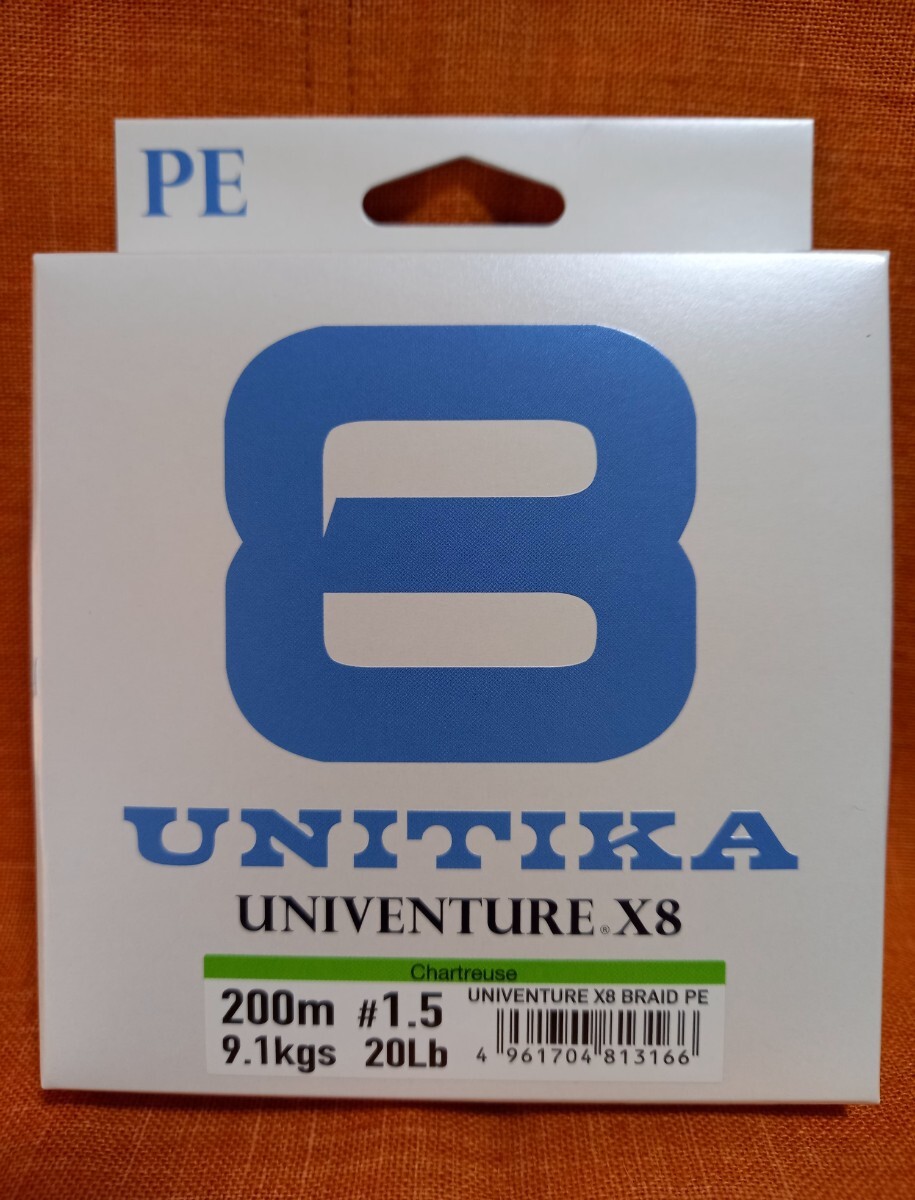 PE
8
UNITIKA
UNIVENTURE® X8
Chartreuse
200m #1.5
9.1kgs 20Lb
UNIVENTURE X8 BRAID PE
4 961704 813166